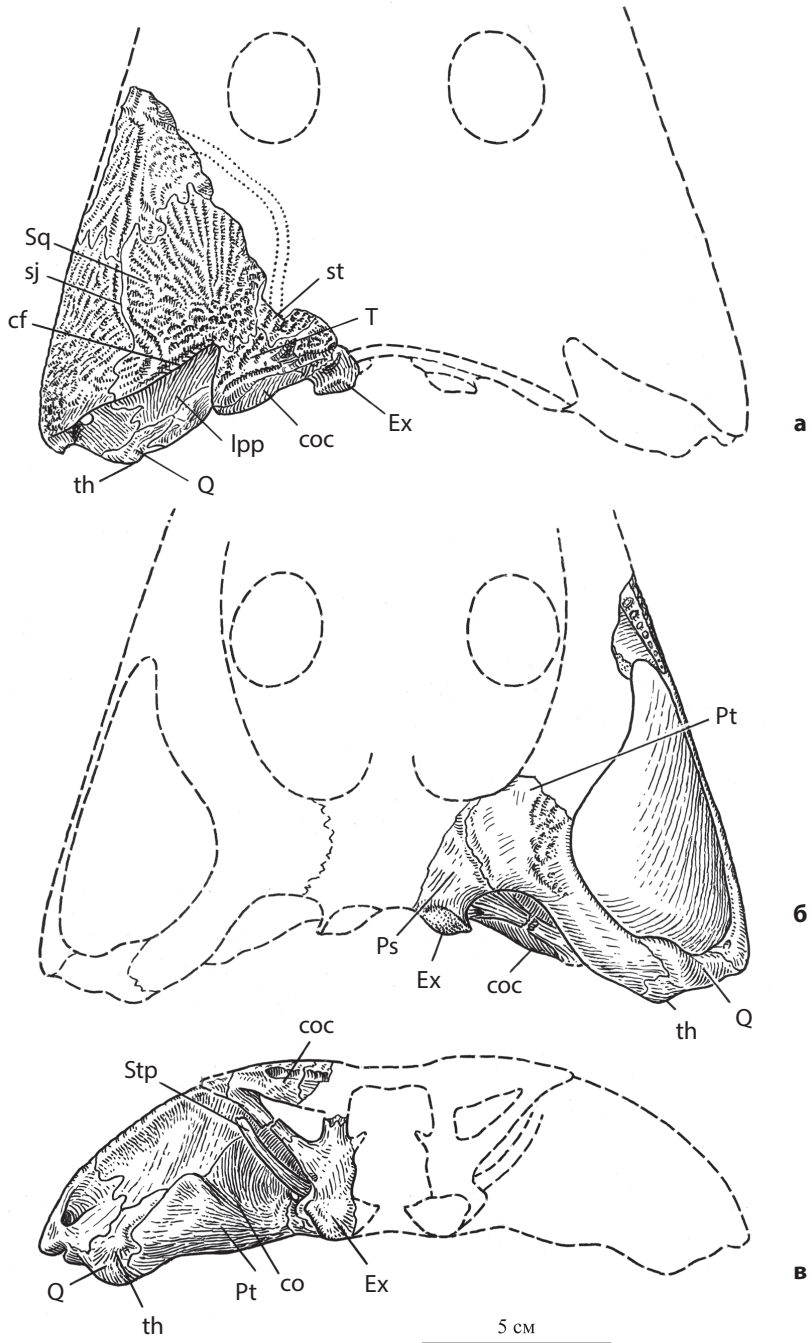 Sq
sj
cf
st
T
а
lpp
coc
Ex
th
Q
Pt
б
Ps
Ex
coc
th
Q
coc
Stp
Q
th
Pt
co
Ex
в
5 см